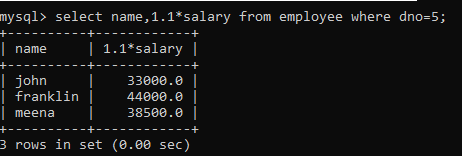 mysql> select name,1.1*salary from employee where dno=5;
+----------+------------+
| name     | 1.1*salary |
+----------+------------+
| john     |    33000.0 |
| franklin |    44000.0 |
| meena    |    38500.0 |
+----------+------------+
3 rows in set (0.00 sec)